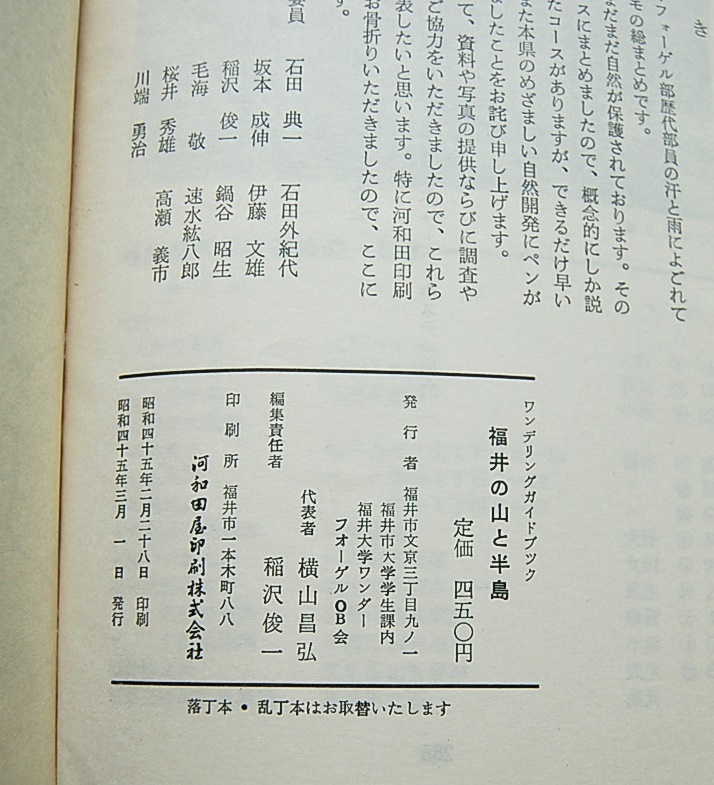 き
フォーゲル部歴代部員の汗と雨によごれて
モの総まとめです。
まだまだ自然が保護されております。その
スにまとめましたので、概念的にしか説
たコースがありますが、できるだけ早い
また本県のめざましい自然開発にペンが
ましたことをお詫び申し上げます。
て、資料や写真の提供ならびに調査や
ご協力をいただきましたので、これら
表したいと思います。特に河和田印刷
お骨折りいただきましたので、ここに
す。
委員
石田 典一 石田外紀代
坂本 成伸 伊藤 文雄
稲沢 俊一 鍋谷 昭生
毛海 敬 速水紘八郎
桜井 秀雄 高瀬 義市
川端 勇治
ワンデリングガイドブック
福井の山と半島
定価 四五〇円
発行者 福井市文京三丁目九ノ一
福井市大学学生課内
福井大学ワンダー
フォーゲルOB会
代表者 横山昌弘
編集責任者 稲沢俊一
印刷所 福井市一本木町八八
河和田屋印刷株式会社
昭和四十五年二月二十八日 印刷
昭和四十五年三月 一 日 発行
落丁本・乱丁本はお取替いたします